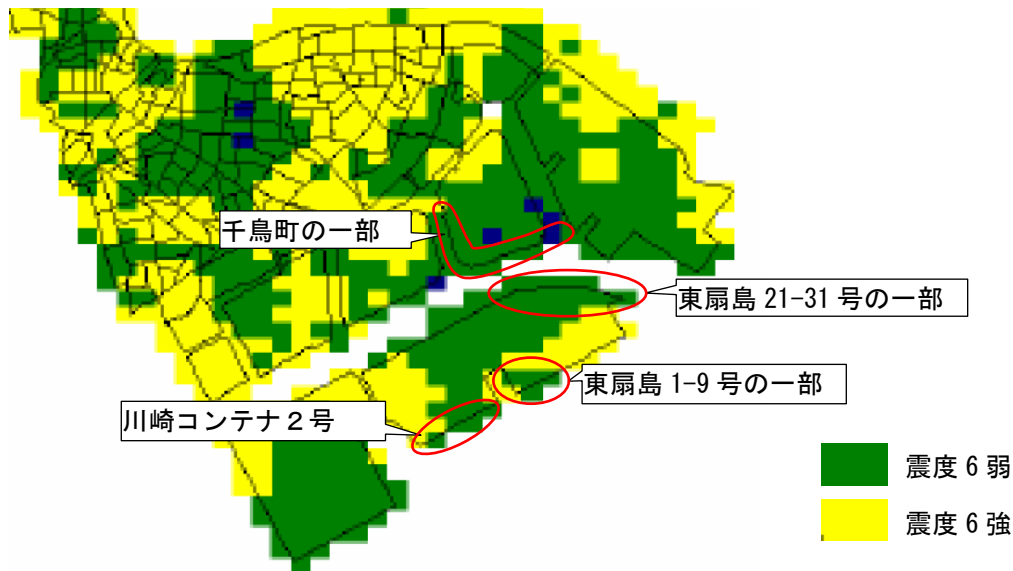 千鳥町の一部
東扇島 21-31 号の一部
東扇島 1-9 号の一部
川崎コンテナ２号
震度 6 弱
震度 6 強